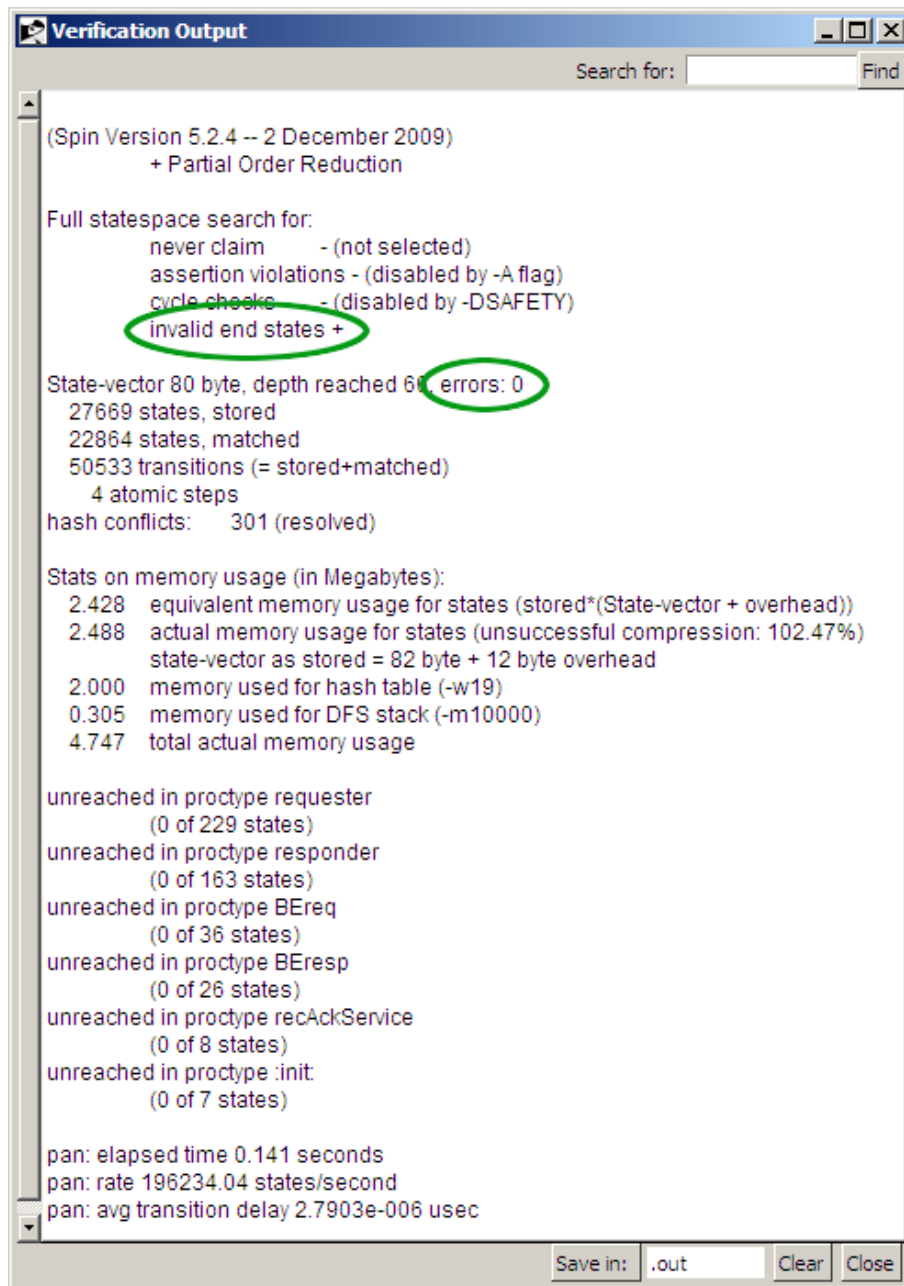 Verification Output
Search for: Find
(Spin Version 5.2.4 -- 2 December 2009)
+ Partial Order Reduction
Full statespace search for:
never claim - (not selected)
assertion violations - (disabled by -A flag)
cycle checks - (disabled by -DSAFETY)
invalid end states +
State-vector 80 byte, depth reached 66, errors: 0
27669 states, stored
22864 states, matched
50533 transitions (= stored+matched)
4 atomic steps
hash conflicts: 301 (resolved)
Stats on memory usage (in Megabytes):
2.428 equivalent memory usage for states (stored*(State-vector + overhead))
2.488 actual memory usage for states (unsuccessful compression: 102.47%)
state-vector as stored = 82 byte + 12 byte overhead
2.000 memory used for hash table (-w19)
0.305 memory used for DFS stack (-m10000)
4.747 total actual memory usage
unreached in proctype requester
(0 of 229 states)
unreached in proctype responder
(0 of 163 states)
unreached in proctype BEreq
(0 of 36 states)
unreached in proctype BEresp
(0 of 26 states)
unreached in proctype recAckService
(0 of 8 states)
unreached in proctype :init:
(0 of 7 states)
pan: elapsed time 0.141 seconds
pan: rate 196234.04 states/second
pan: avg transition delay 2.7903e-006 usec
Save in: .out Clear Close